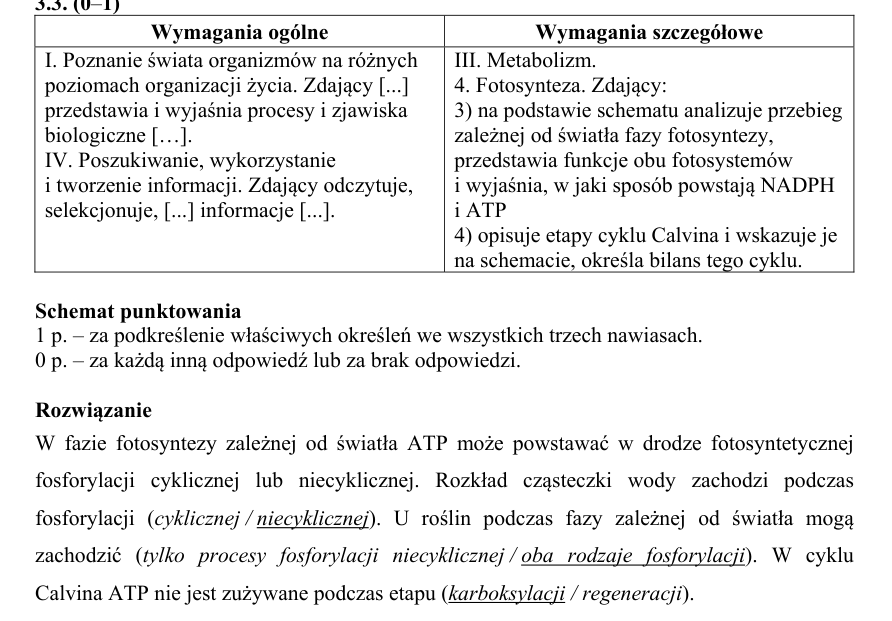 3.3. (0–1)
Wymagania ogólne
Wymagania szczegółowe
I. Poznanie świata organizmów na różnych
poziomach organizacji życia. Zdający [...]
przedstawia i wyjaśnia procesy i zjawiska
biologiczne […].
IV. Poszukiwanie, wykorzystanie
i tworzenie informacji. Zdający odczytuje,
selekcjonuje, [...] informacje [...].
III. Metabolizm.
4. Fotosynteza. Zdający:
3) na podstawie schematu analizuje przebieg
zależnej od światła fazy fotosyntezy,
przedstawia funkcje obu fotosystemów
i wyjaśnia, w jaki sposób powstają NADPH
i ATP
4) opisuje etapy cyklu Calvina i wskazuje je
na schemacie, określa bilans tego cyklu.
Schemat punktowania
1 p. – za podkreślenie właściwych określeń we wszystkich trzech nawiasach.
0 p. – za każdą inną odpowiedź lub za brak odpowiedzi.
Rozwiązanie
W fazie fotosyntezy zależnej od światła ATP może powstawać w drodze fotosyntetycznej
fosforylacji cyklicznej lub niecyklicznej. Rozkład cząsteczki wody zachodzi podczas
fosforylacji (cyklicznej / niecyklicznej). U roślin podczas fazy zależnej od światła mogą
zachodzić (tylko procesy fosforylacji niecyklicznej / oba rodzaje fosforylacji). W cyklu
Calvina ATP nie jest zużywane podczas etapu (karboksylacji / regeneracji).